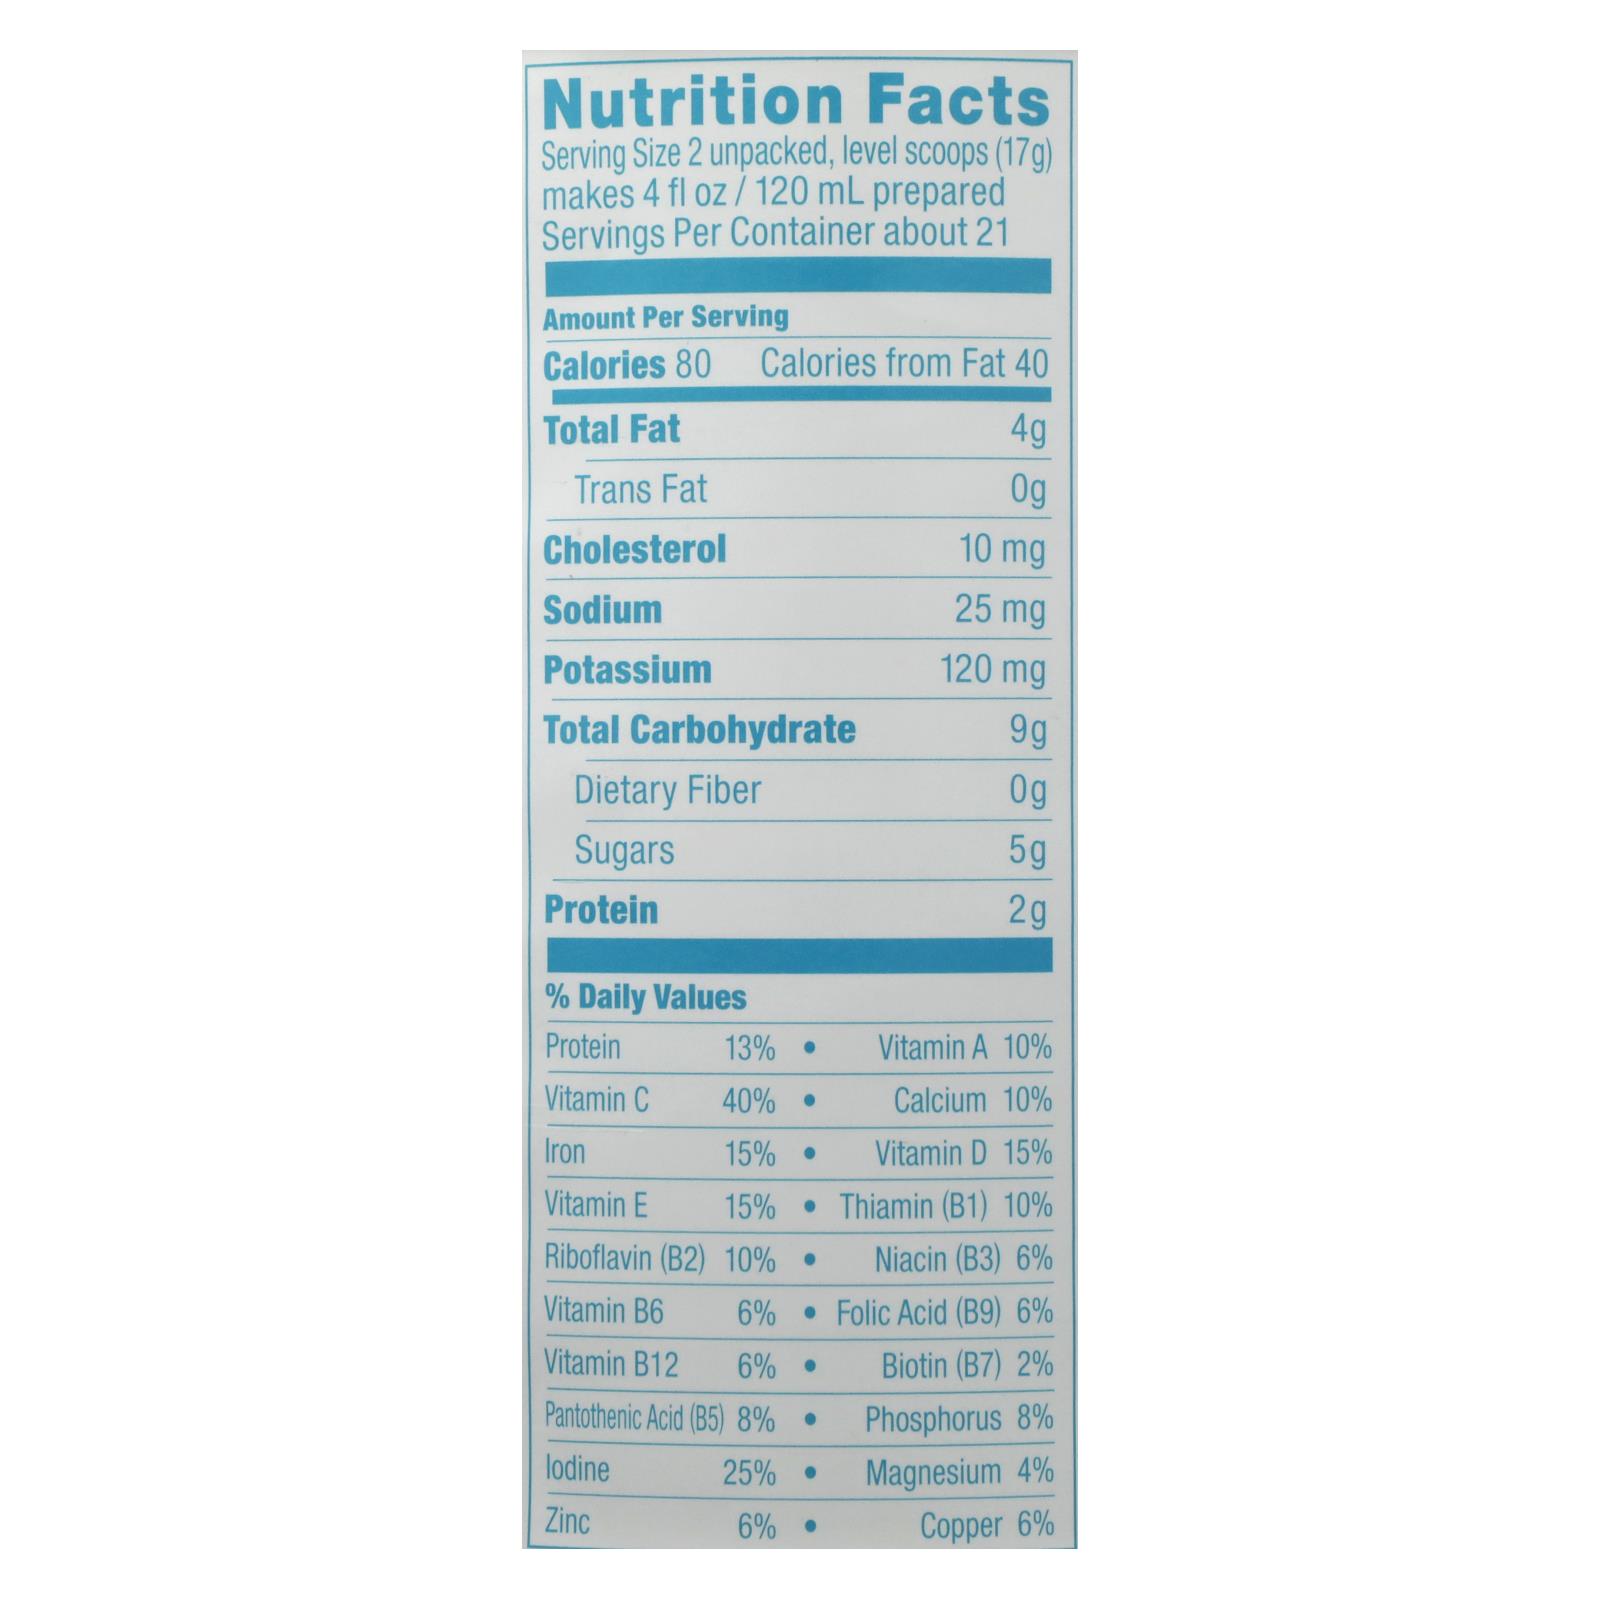 Nutrition Facts
Serving Size 2 unpacked, level scoops (17g)
makes 4 fl oz / 120 mL prepared
Servings Per Container about 21
Amount Per Serving
Calories 80 Calories from Fat 40
Total Fat 4g
Trans Fat 0g
Cholesterol 10 mg
Sodium 25 mg
Potassium 120 mg
Total Carbohydrate 9g
Dietary Fiber 0g
Sugars 5g
Protein 2g
% Daily Values
Protein 13% • Vitamin A 10%
Vitamin C 40% • Calcium 10%
Iron 15% • Vitamin D 15%
Vitamin E 15% • Thiamin (B1) 10%
Riboflavin (B2) 10% • Niacin (B3) 6%
Vitamin B6 6% • Folic Acid (B9) 6%
Vitamin B12 6% • Biotin (B7) 2%
Pantothenic Acid (B5) 8% • Phosphorus 8%
Iodine 25% • Magnesium 4%
Zinc 6% • Copper 6%